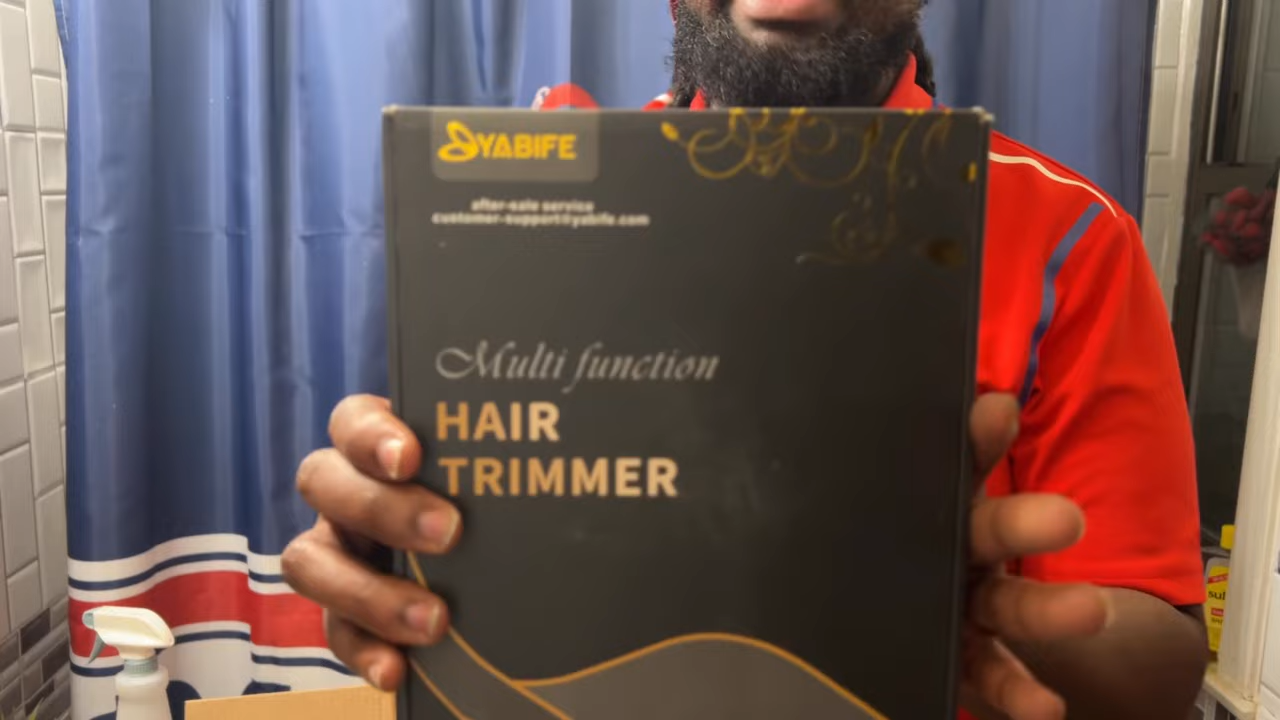 YABIFE
after-sale service
customer-support@yabife.com
Multi function
HAIR
TRIMMER